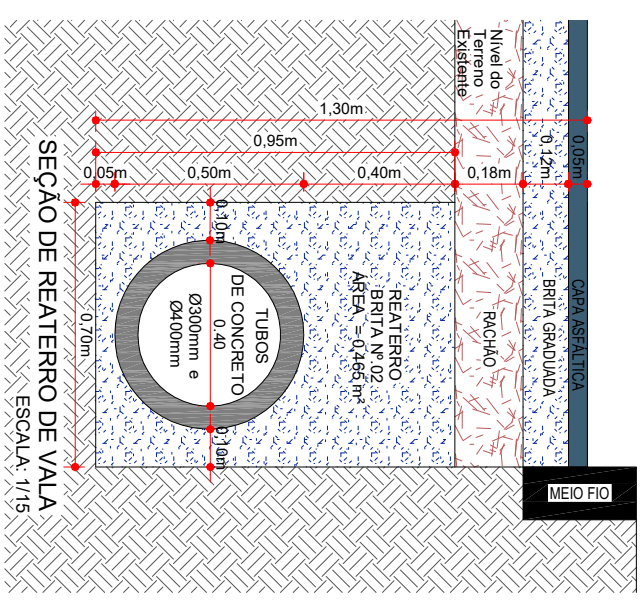 1,30m
0,95m
0,05m
0,50m
0,40m
0,18m
0,12m
0,05m
Nível do
Terreno
Existente
CAPA ASFÁLTICA
BRITA GRADUADA
RACHÃO
REATERRO
BRITA Nº.02
ÁREA = 0,465 m²
0.10m
TUBOS
DE CONCRETO
0.40
Ø300mm e
Ø400mm
0.10m
0,70m
MEIO FIO
SEÇÃO DE REATERRO DE VALA
ESCALA: 1/15